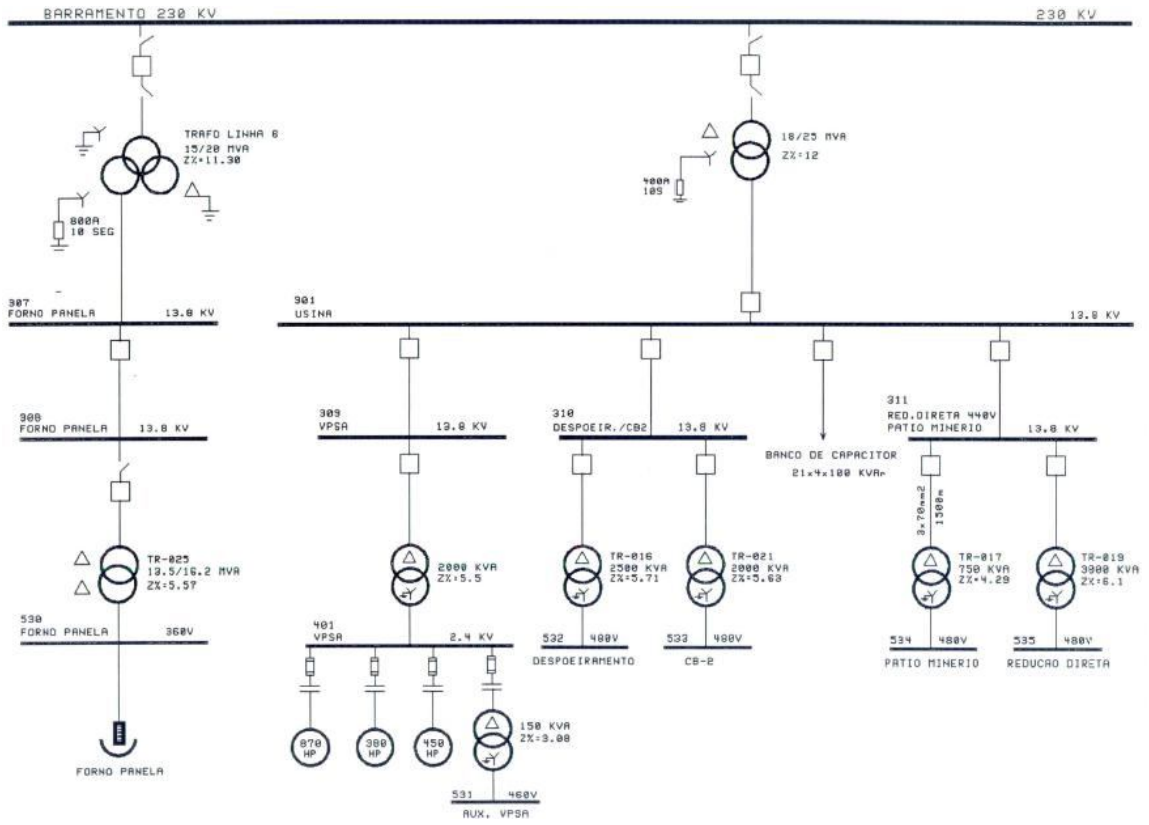 BARRAMENTO 230 KV
230 KV
TRAFO LINHA 6
15/20 MVA
Z%=11.30
800A
10 SEG
18/25 MVA
Z%=12
400A
10S
307
FORNO PANELA 13.8 KV
301
USINA
13.8 KV
308
FORNO PANELA 13.8 KV
309
VPSA 13.8 KV
310
DESPOEIR./CB2 13.8 KV
BANCO DE CAPACITOR
21x4x100 KVAr
311
RED.DIRETA 440V
PATIO MINERIO 13.8 KV
TR-025
13.5/16.2 MVA
Z%=5.57
2000 KVA
Z%=5.5
TR-016
2500 KVA
Z%=5.71
TR-021
2000 KVA
Z%=5.63
3x70mm2
1500m
TR-017
750 KVA
Z%=4.29
TR-019
3000 KVA
Z%=6.1
530
FORNO PANELA 360V
401
VPSA 2.4 KV
532 480V
DESPOEIRAMENTO
533 480V
CB-2
534 480V
PATIO MINERIO
535 480V
REDUCAO DIRETA
870
HP
380
HP
450
HP
150 KVA
Z%=3.08
FORNO PANELA
531 460V
AUX. VPSA